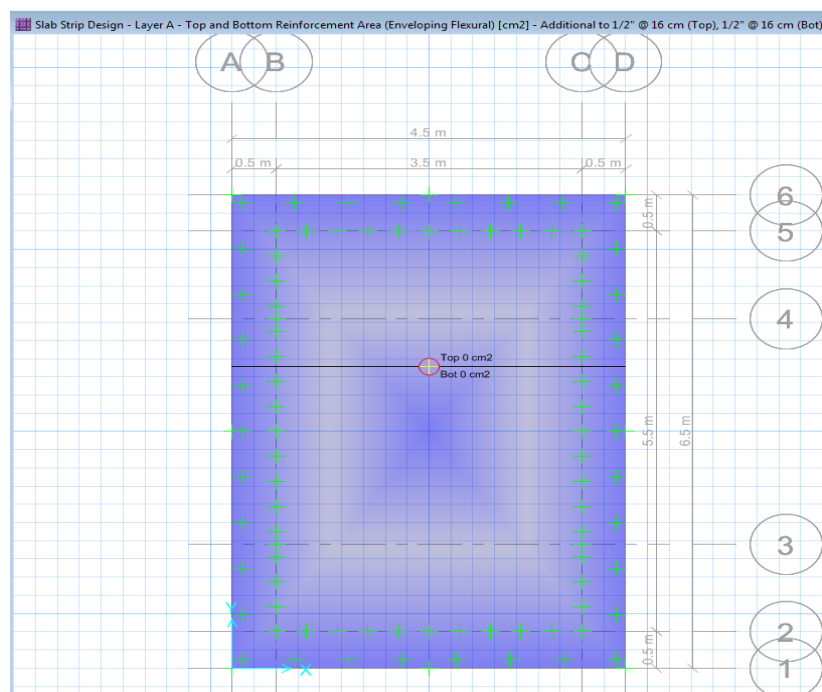 Slab Strip Design - Layer A - Top and Bottom Reinforcement Area (Enveloping Flexural) [cm2] - Additional to 1/2" @ 16 cm (Top), 1/2" @ 16 cm (Bot)
A B C D
4.5 m
0.5 m 3.5 m 0.5 m
6
0.5 m
5
4
Top 0 cm2
Bot 0 cm2
5.5 m 6.5 m
3
Y
2
0.5 m
X
1